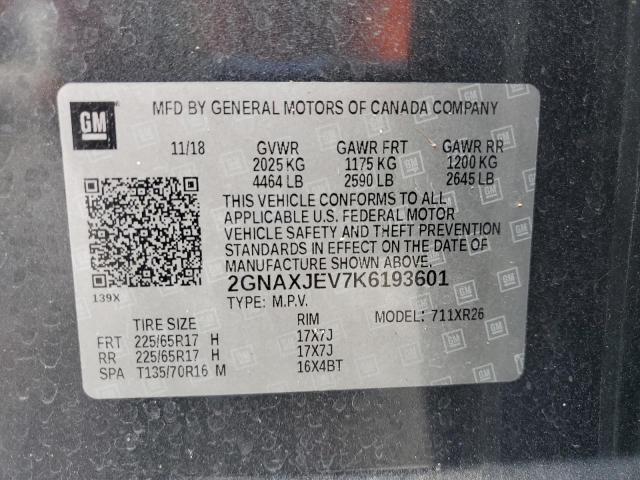 GM
MFD BY GENERAL MOTORS OF CANADA COMPANY
11/18 GVWR GAWR FRT GAWR RR
2025 KG 1175 KG 1200 KG
4464 LB 2590 LB 2645 LB
THIS VEHICLE CONFORMS TO ALL
APPLICABLE U.S. FEDERAL MOTOR
VEHICLE SAFETY AND THEFT PREVENTION
STANDARDS IN EFFECT ON THE DATE OF
MANUFACTURE SHOWN ABOVE.
2GNAXJEV7K6193601
139X TYPE: M.P.V.
MODEL: 711XR26
TIRE SIZE RIM
FRT 225/65R17 H 17X7J
RR 225/65R17 H 17X7J
SPA T135/70R16 M 16X4BT